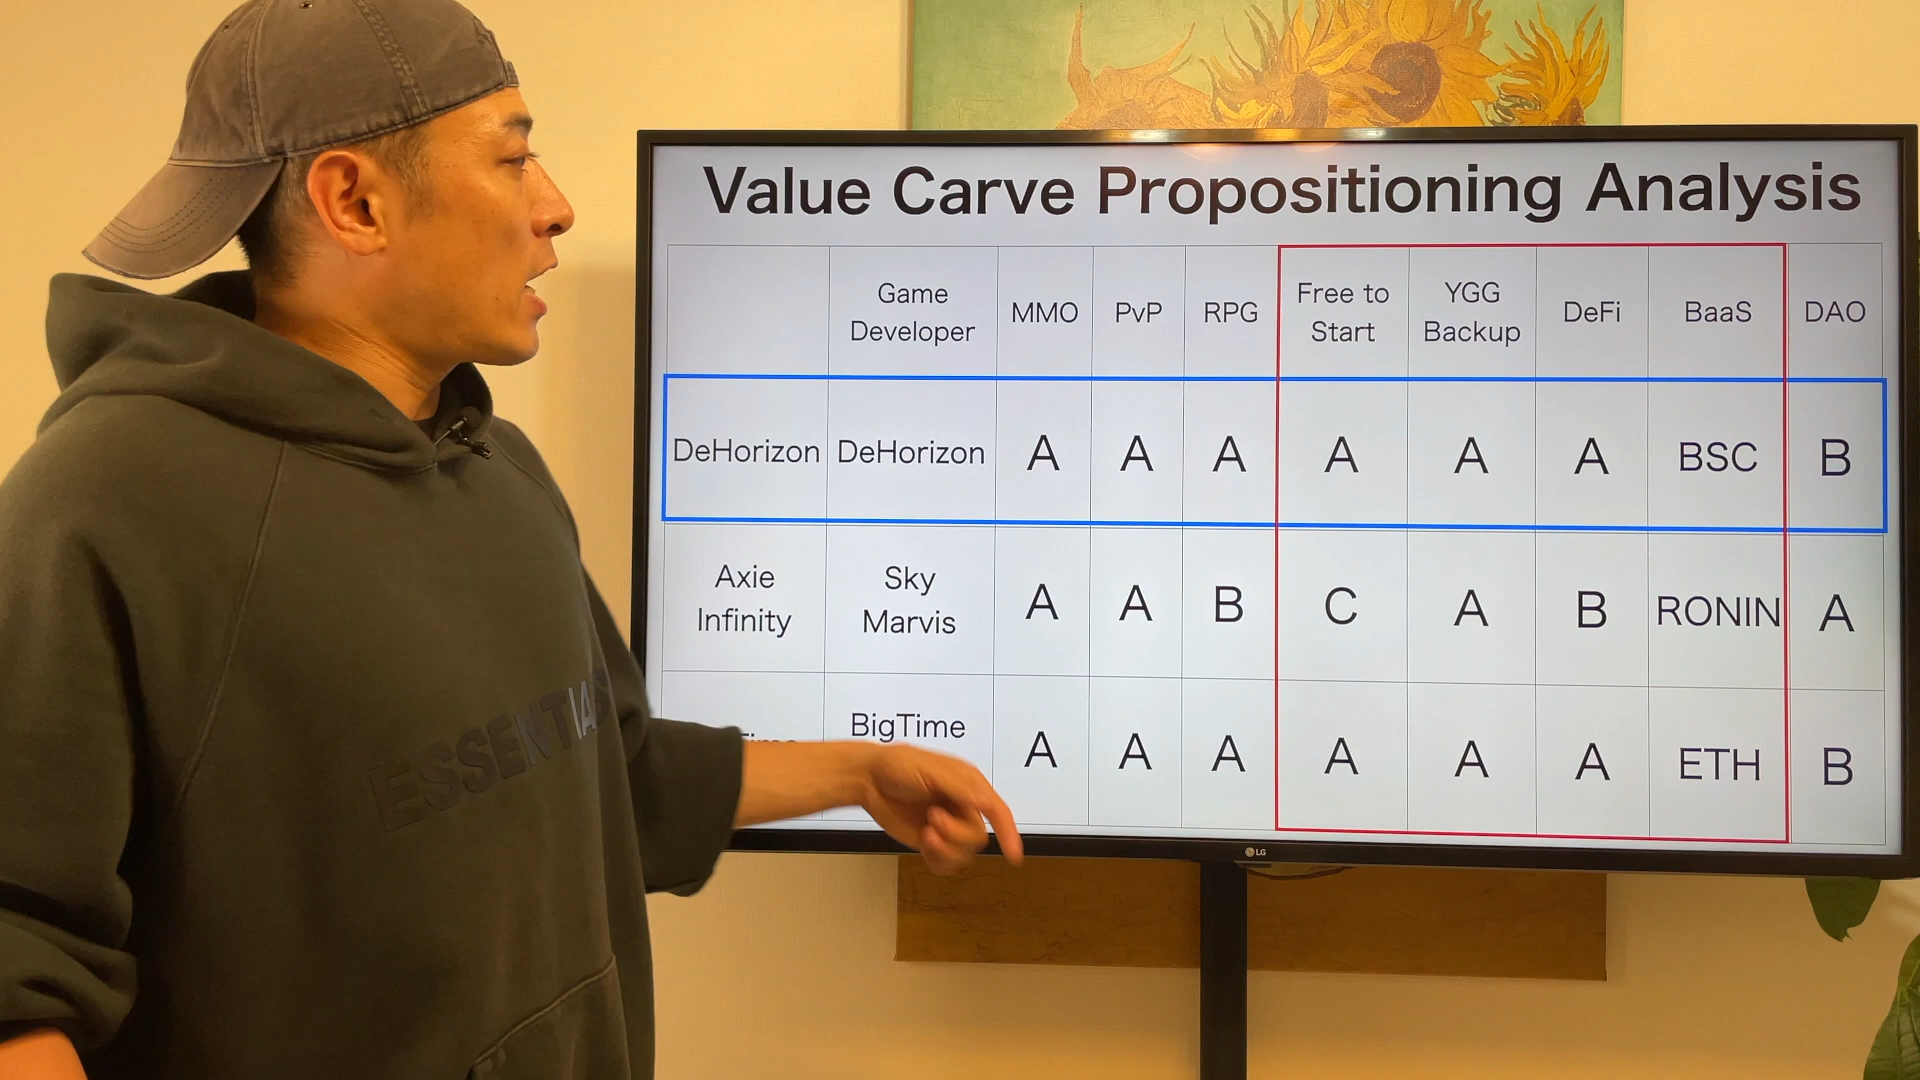 Value Carve Propositioning Analysis
Game Developer MMO PvP RPG Free to Start YGG Backup DeFi BaaS DAO
DeHorizon DeHorizon A A A A A A BSC B
Axie Infinity Sky Marvis A A B C A B RONIN A
BigTime A A A A A A ETH B
LG
ESSENTIA